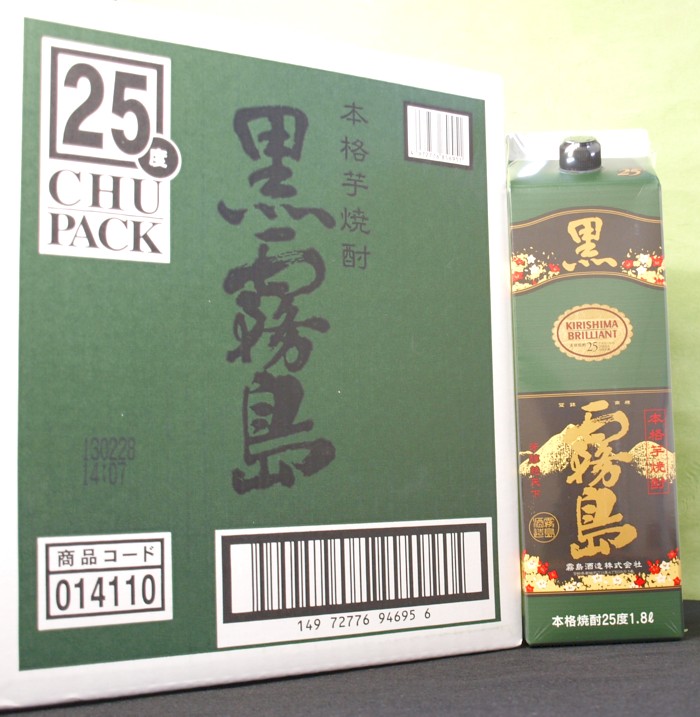 25度
CHU
PACK
本格芋焼酎
黒霧島
130228
14:07
商品コード
014110
149 72776 94695 6
25
黒
KIRISHIMA
BRILLIANT
25
本格芋焼酎
霧島
霧島酒造株式会社
本格焼酎25度1.8ℓ